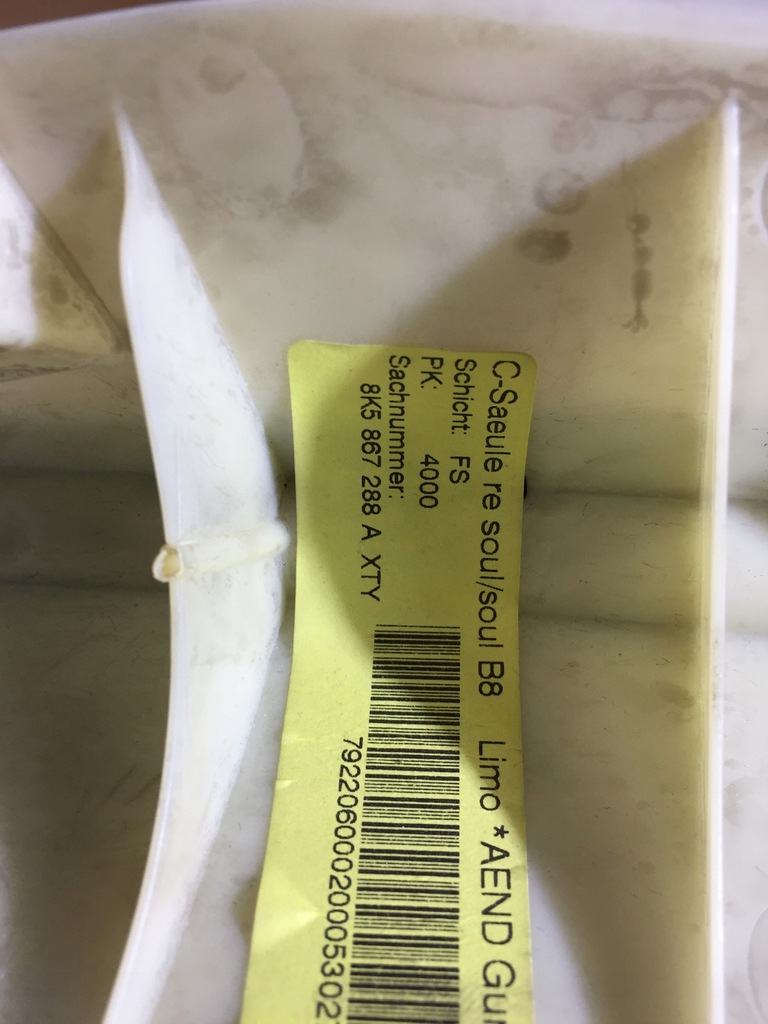 C-Saeule re soul/soul B8 Limo *AEND
Schicht: FS
PK: 4000
Sachnummer:
8K5 867 288 A XTY